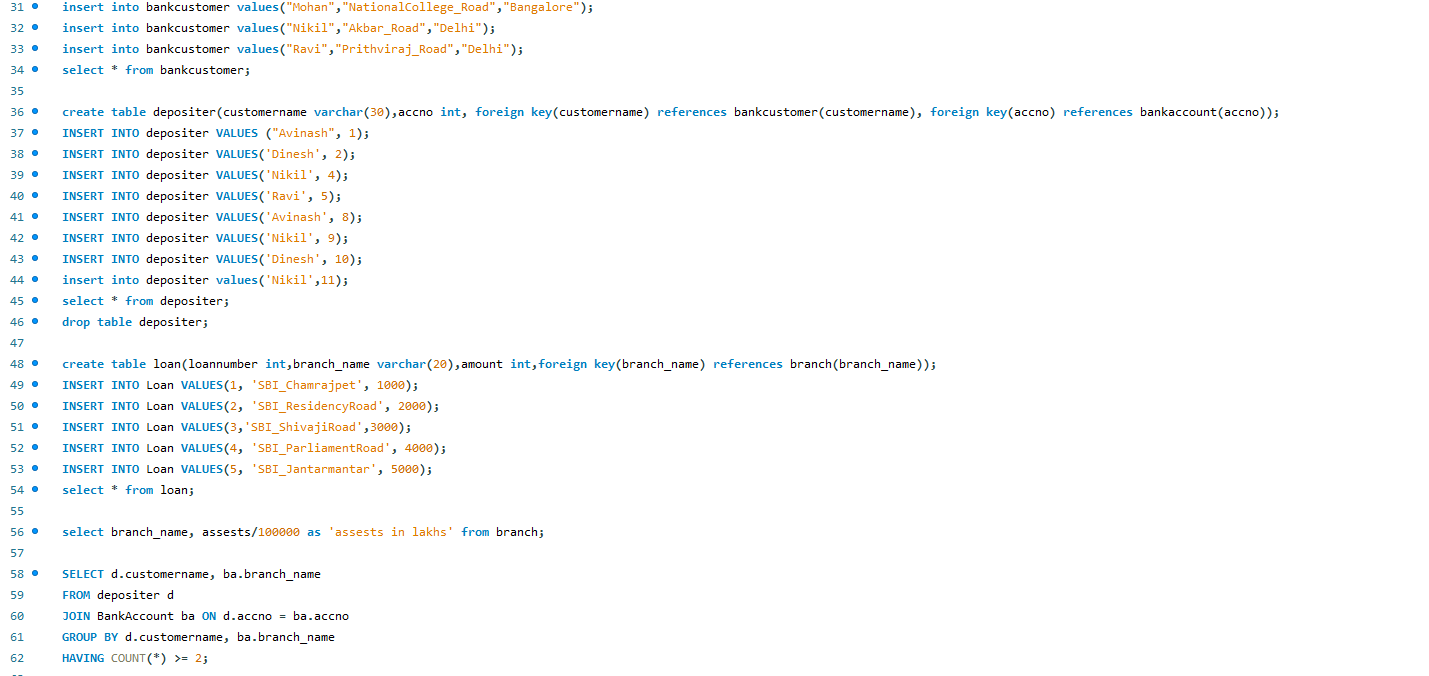 31 insert into bankcustomer values("Mohan","NationalCollege_Road","Bangalore");
32 insert into bankcustomer values("Nikil","Akbar_Road","Delhi");
33 insert into bankcustomer values("Ravi","Prithviraj_Road","Delhi");
34 select * from bankcustomer;
35
36 create table depositer(customername varchar(30),accno int, foreign key(customername) references bankcustomer(customername), foreign key(accno) references bankaccount(accno));
37 INSERT INTO depositer VALUES ("Avinash", 1);
38 INSERT INTO depositer VALUES('Dinesh', 2);
39 INSERT INTO depositer VALUES('Nikil', 4);
40 INSERT INTO depositer VALUES('Ravi', 5);
41 INSERT INTO depositer VALUES('Avinash', 8);
42 INSERT INTO depositer VALUES('Nikil', 9);
43 INSERT INTO depositer VALUES('Dinesh', 10);
44 insert into depositer values('Nikil',11);
45 select * from depositer;
46 drop table depositer;
47
48 create table loan(loannumber int,branch_name varchar(20),amount int,foreign key(branch_name) references branch(branch_name));
49 INSERT INTO Loan VALUES(1, 'SBI_Chamrajpet', 1000);
50 INSERT INTO Loan VALUES(2, 'SBI_ResidencyRoad', 2000);
51 INSERT INTO Loan VALUES(3,'SBI_ShivajiRoad',3000);
52 INSERT INTO Loan VALUES(4, 'SBI_ParliamentRoad', 4000);
53 INSERT INTO Loan VALUES(5, 'SBI_Jantarmantar', 5000);
54 select * from loan;
55
56 select branch_name, assests/100000 as 'assests in lakhs' from branch;
57
58 SELECT d.customername, ba.branch_name
59 FROM depositer d
60 JOIN BankAccount ba ON d.accno = ba.accno
61 GROUP BY d.customername, ba.branch_name
62 HAVING COUNT(*) >= 2;